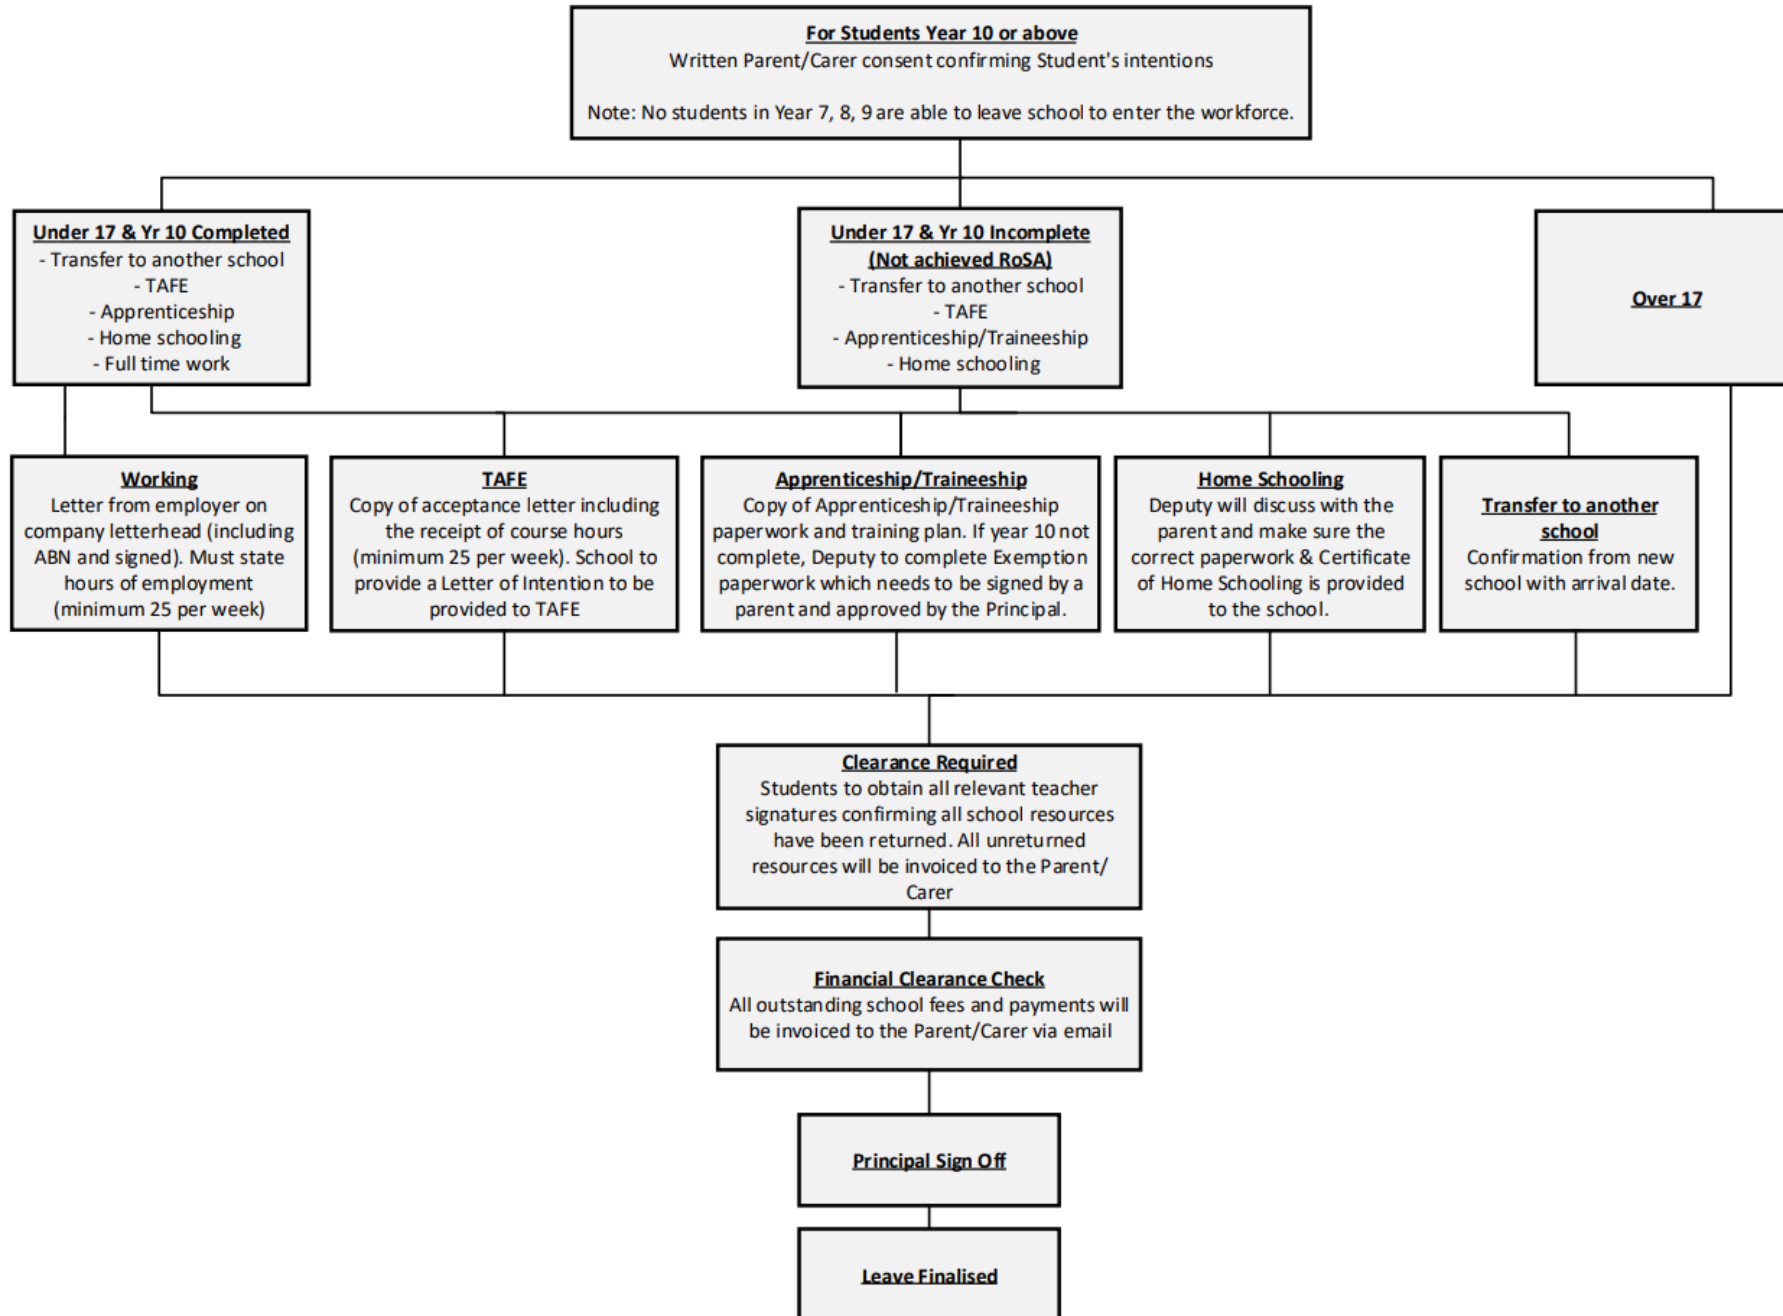 For Students Year 10 or above
Written Parent/Carer consent confirming Student's intentions
Note: No students in Year 7, 8, 9 are able to leave school to enter the workforce.
Under 17 & Yr 10 Completed
- Transfer to another school
- TAFE
- Apprenticeship
- Home schooling
- Full time work
Under 17 & Yr 10 Incomplete
(Not achieved RoSA)
- Transfer to another school
- TAFE
- Apprenticeship/Traineeship
- Home schooling
Over 17
Working
Letter from employer on
company letterhead (including
ABN and signed). Must state
hours of employment
(minimum 25 per week)
TAFE
Copy of acceptance letter including
the receipt of course hours
(minimum 25 per week). School to
provide a Letter of Intention to be
provided to TAFE
Apprenticeship/Traineeship
Copy of Apprenticeship/Traineeship
paperwork and training plan. If year 10 not
complete, Deputy to complete Exemption
paperwork which needs to be signed by a
parent and approved by the Principal.
Home Schooling
Deputy will discuss with the
parent and make sure the
correct paperwork & Certificate
of Home Schooling is provided
to the school.
Transfer to another
school
Confirmation from new
school with arrival date.
Clearance Required
Students to obtain all relevant teacher
signatures confirming all school resources
have been returned. All unreturned
resources will be invoiced to the Parent/
Carer
Financial Clearance Check
All outstanding school fees and payments will
be invoiced to the Parent/Carer via email
Principal Sign Off
Leave Finalised